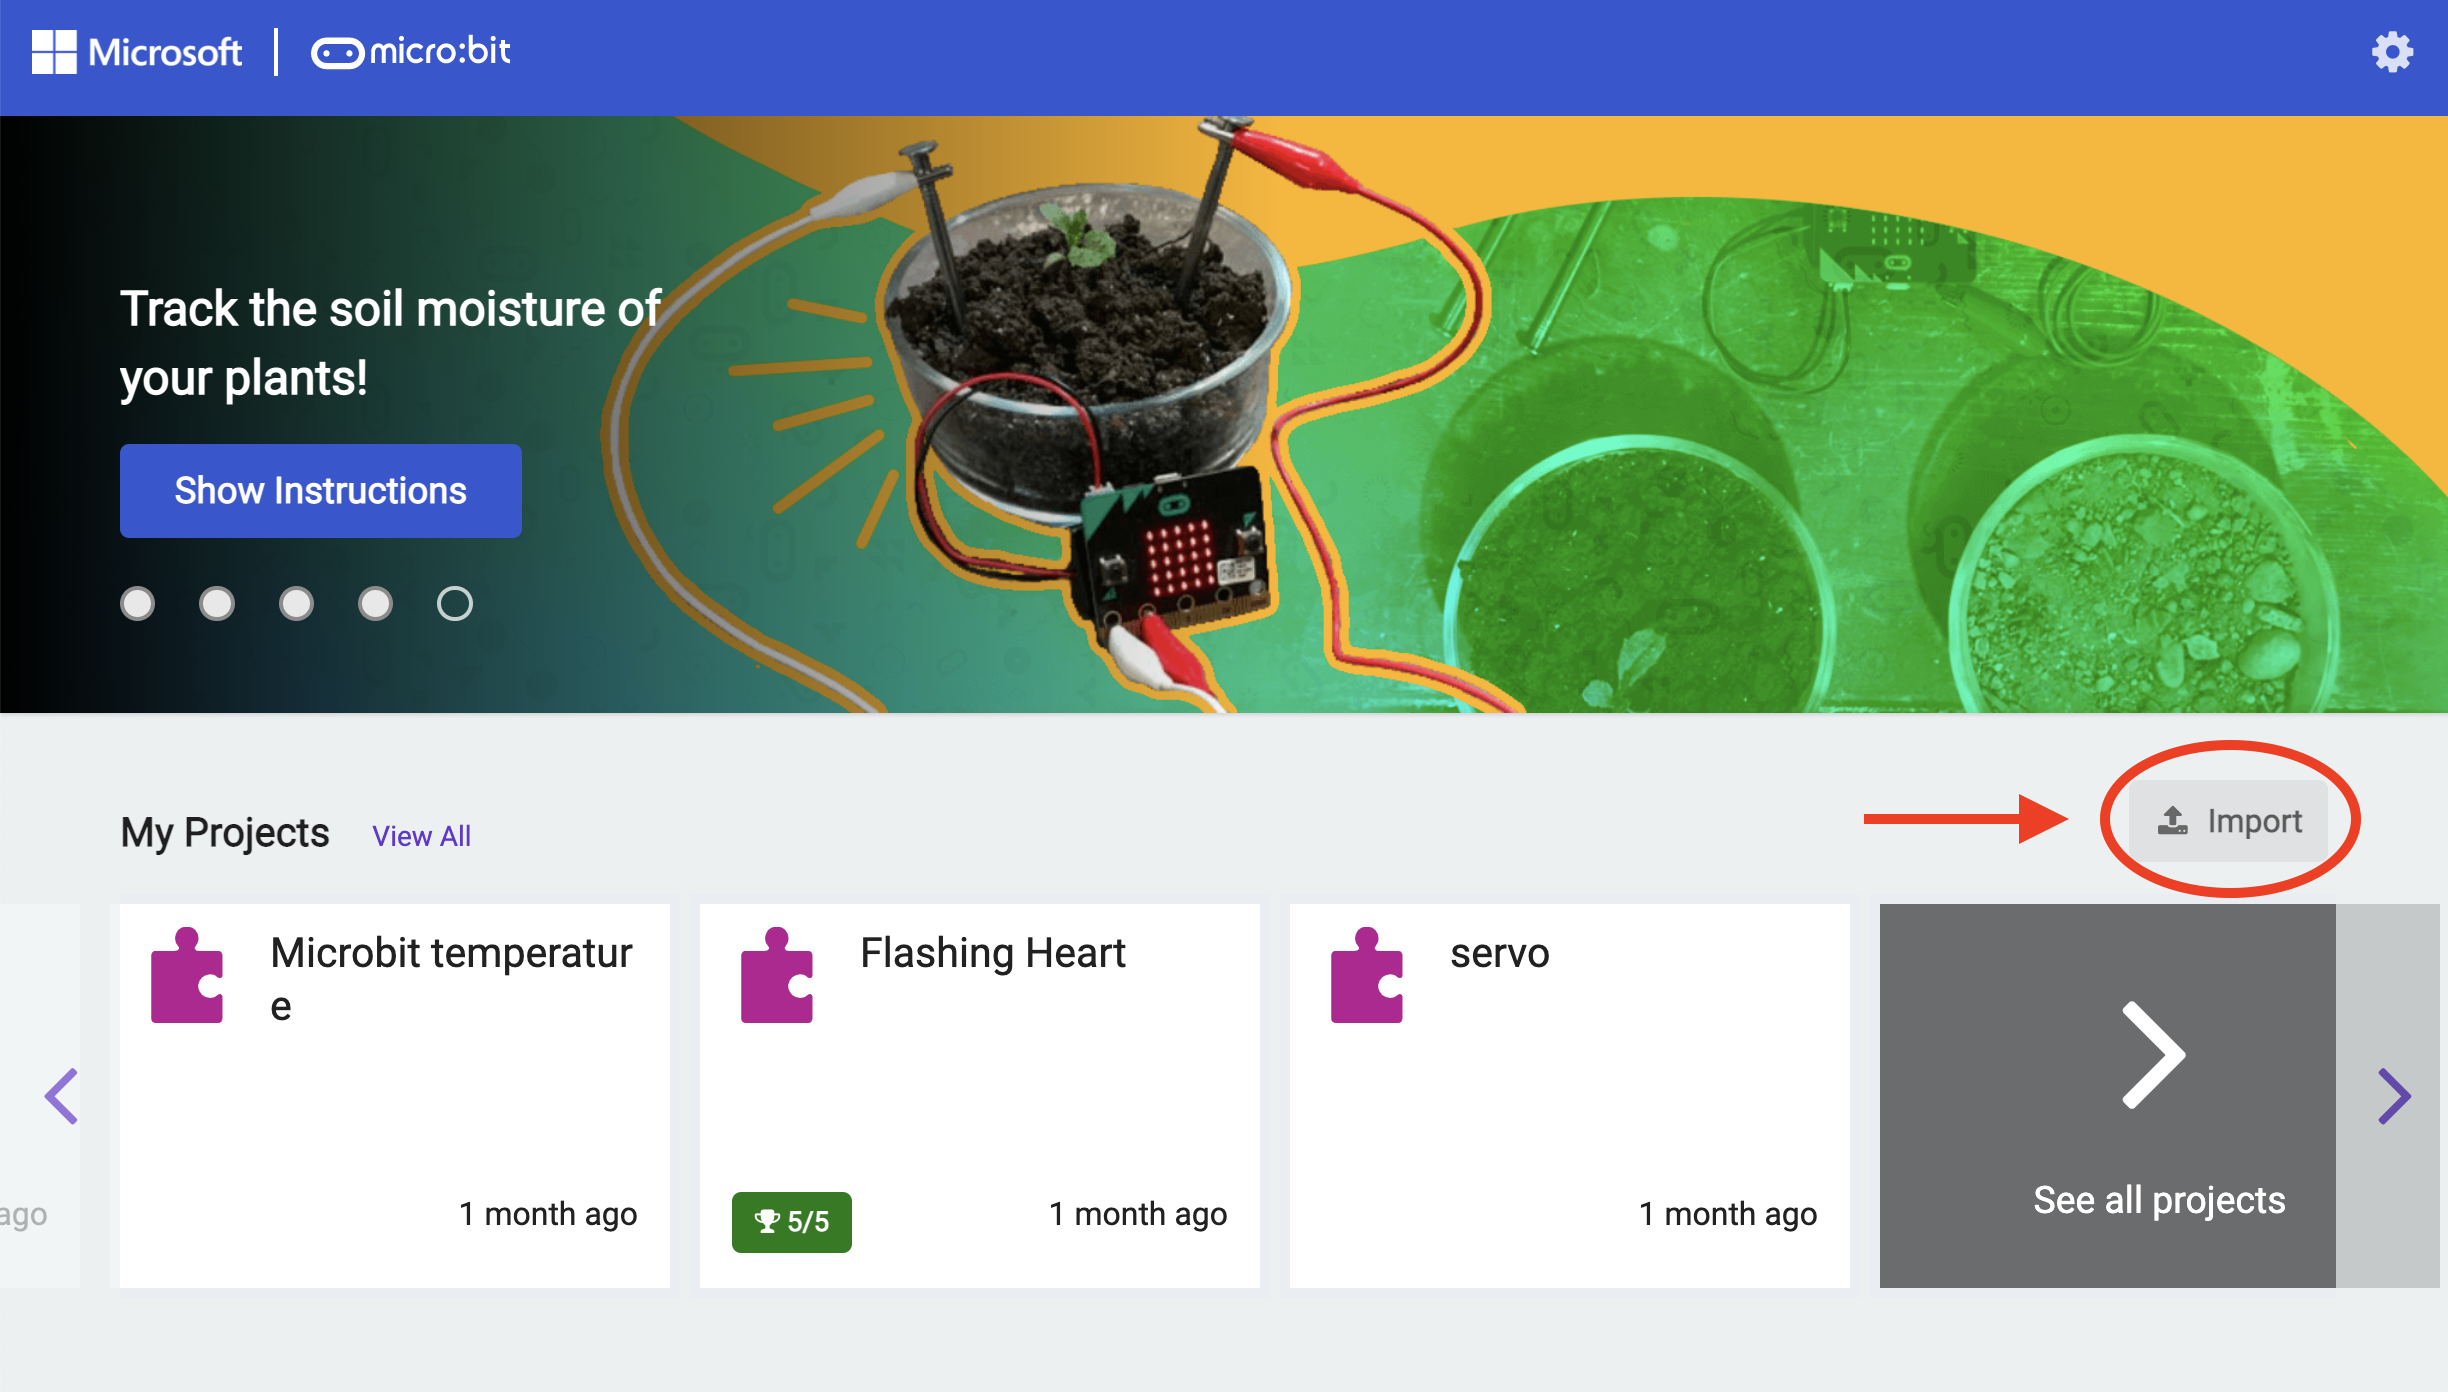 Microsoft
micro:bit
Track the soil moisture of
your plants!
Show Instructions
My Projects
View All
Import
Microbit temperatur
e
1 month ago
Flashing Heart
5/5
1 month ago
servo
1 month ago
See all projects
ago